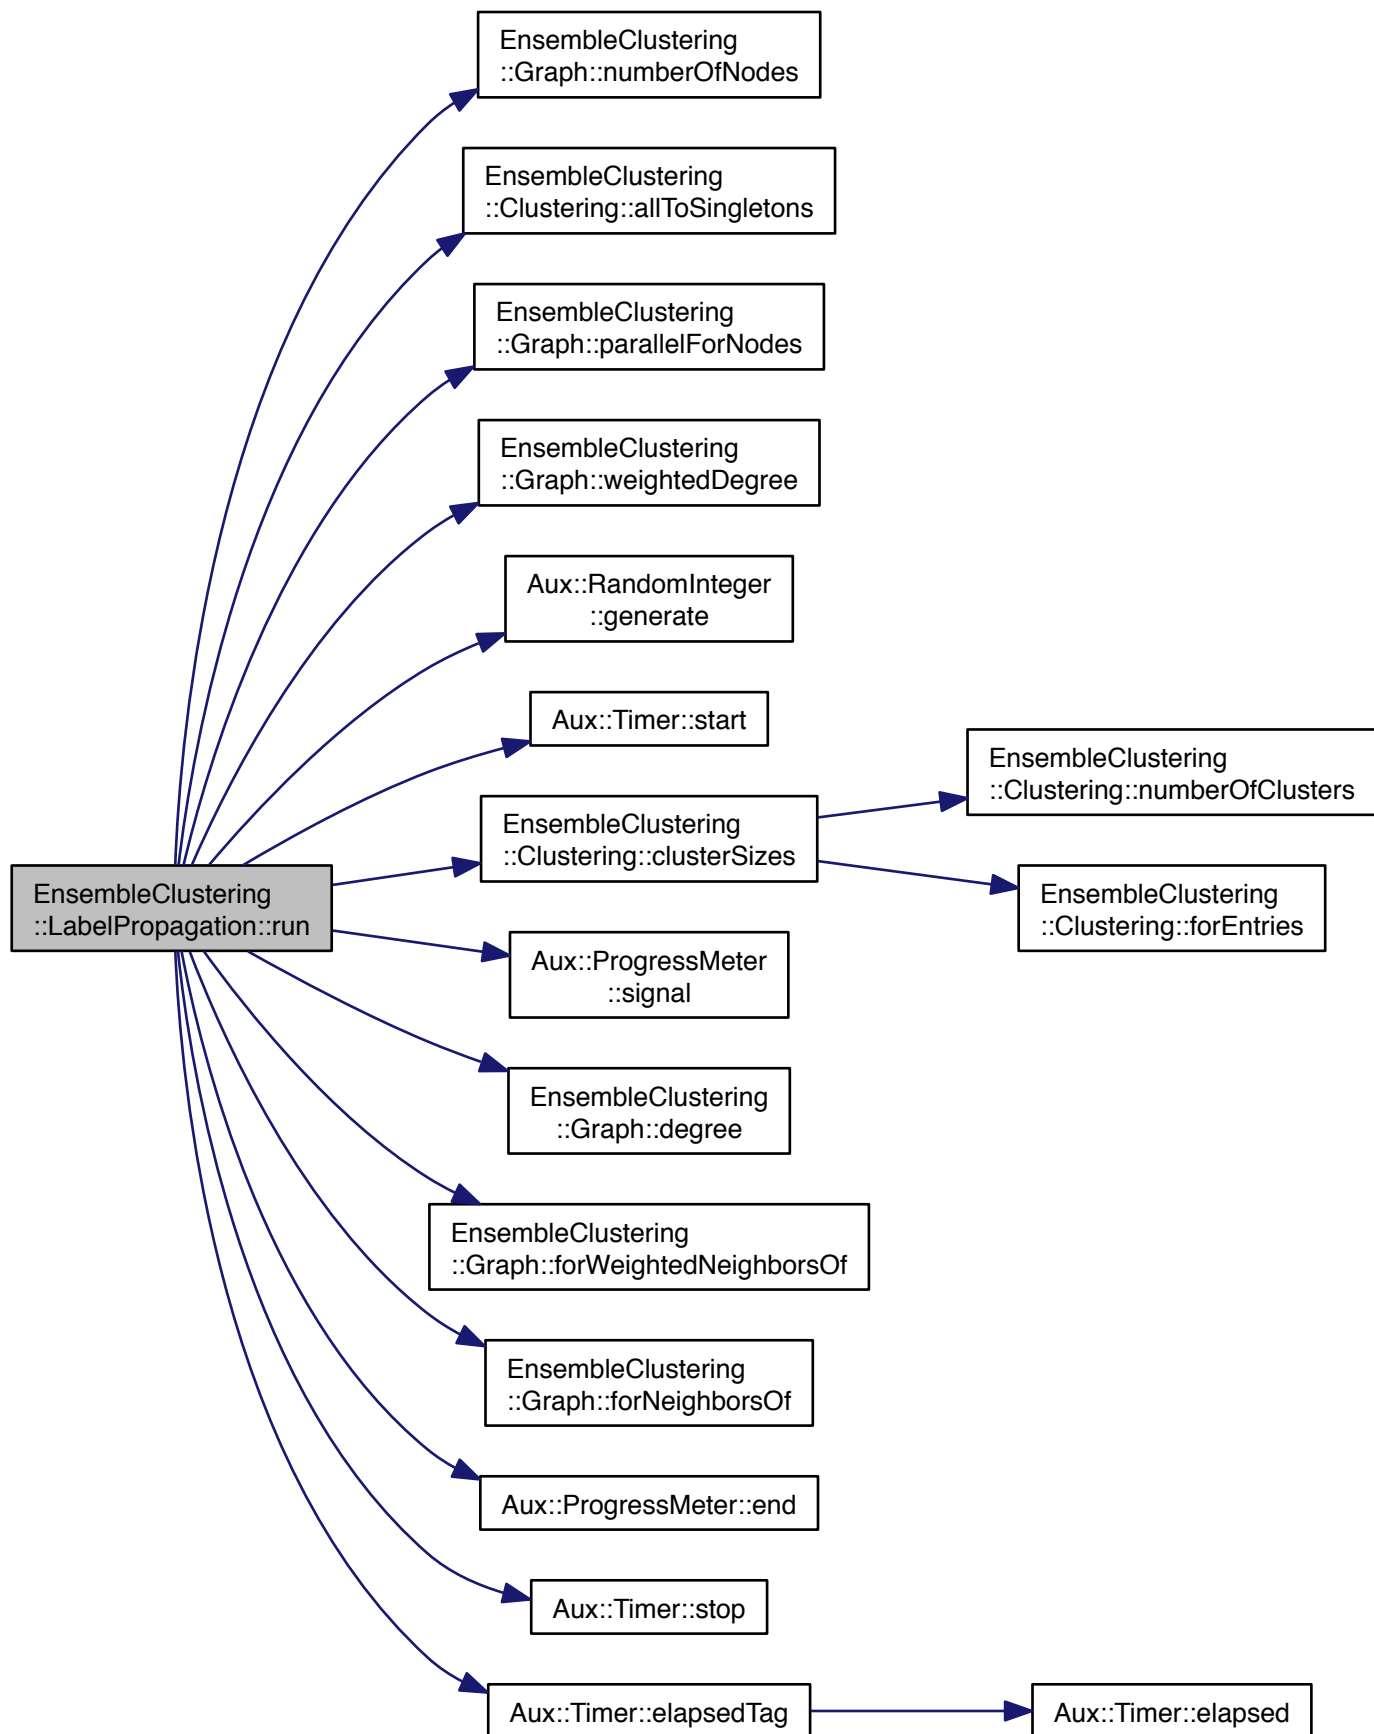 EnsembleClustering
::Graph::numberOfNodes
EnsembleClustering
::Clustering::allToSingletons
EnsembleClustering
::Graph::parallelForNodes
EnsembleClustering
::Graph::weightedDegree
Aux::RandomInteger
::generate
Aux::Timer::start
EnsembleClustering
::Clustering::numberOfClusters
EnsembleClustering
::Clustering::clusterSizes
EnsembleClustering
::LabelPropagation::run
EnsembleClustering
::Clustering::forEntries
Aux::ProgressMeter
::signal
EnsembleClustering
::Graph::degree
EnsembleClustering
::Graph::forWeightedNeighborsOf
EnsembleClustering
::Graph::forNeighborsOf
Aux::ProgressMeter::end
Aux::Timer::stop
Aux::Timer::elapsedTag
Aux::Timer::elapsed